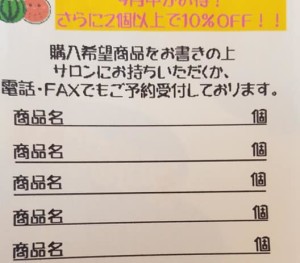 さらに2個以上で10%OFF!!
購入希望商品をお書きの上
サロンにお持ちいただくか、
電話・FAXでもご予約受付しております。
商品名 個
商品名 個
商品名 個
商品名 個
商品名 個